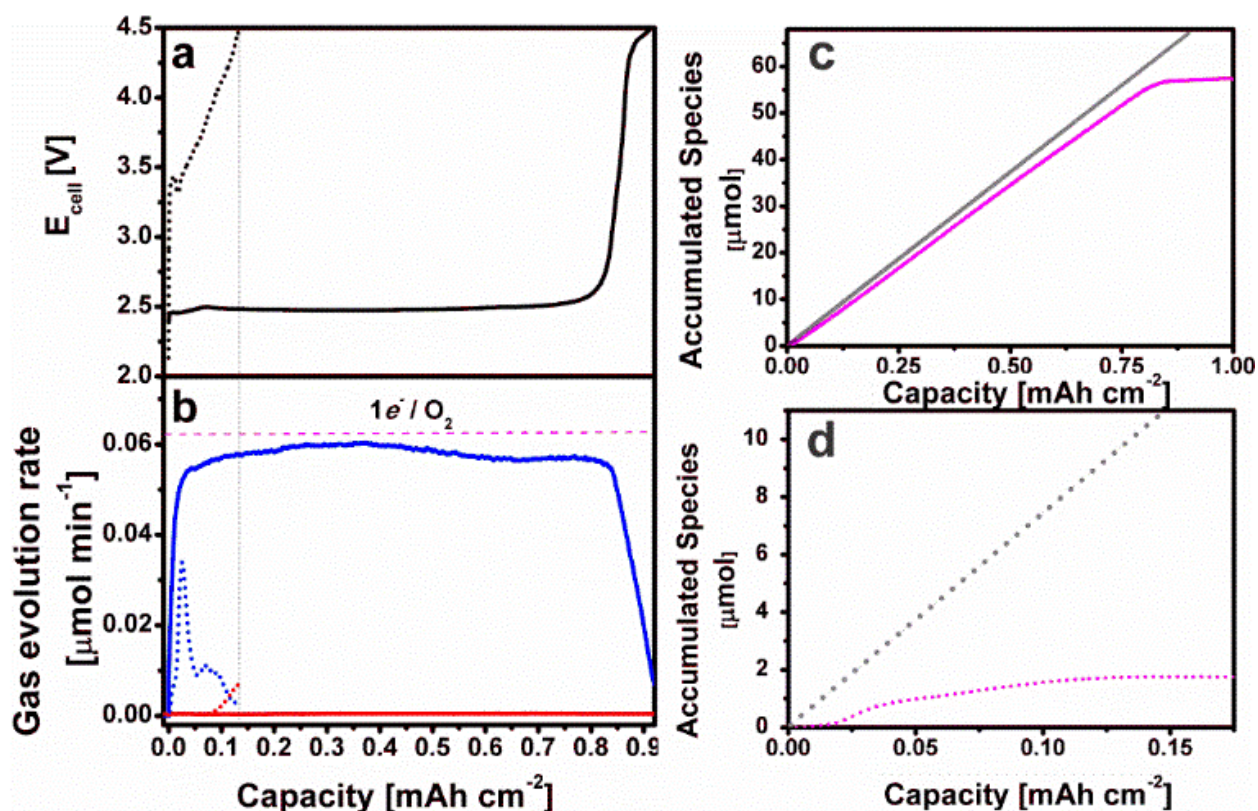 a
4.5
4.0
3.5
3.0
2.5
2.0
E_cell [V]
b
1e⁻ / O₂
0.06
0.04
0.02
0.00
Gas evolution rate
[μmol min⁻¹]
0.0 0.1 0.2 0.3 0.4 0.5 0.6 0.7 0.8 0.9
Capacity [mAh cm⁻²]
c
60
50
40
30
20
10
0
Accumulated Species
[μmol]
0.00 0.25 0.50 0.75 1.00
Capacity [mAh cm⁻²]
d
10
8
6
4
2
0
Accumulated Species
[μmol]
0.00 0.05 0.10 0.15
Capacity [mAh cm⁻²]